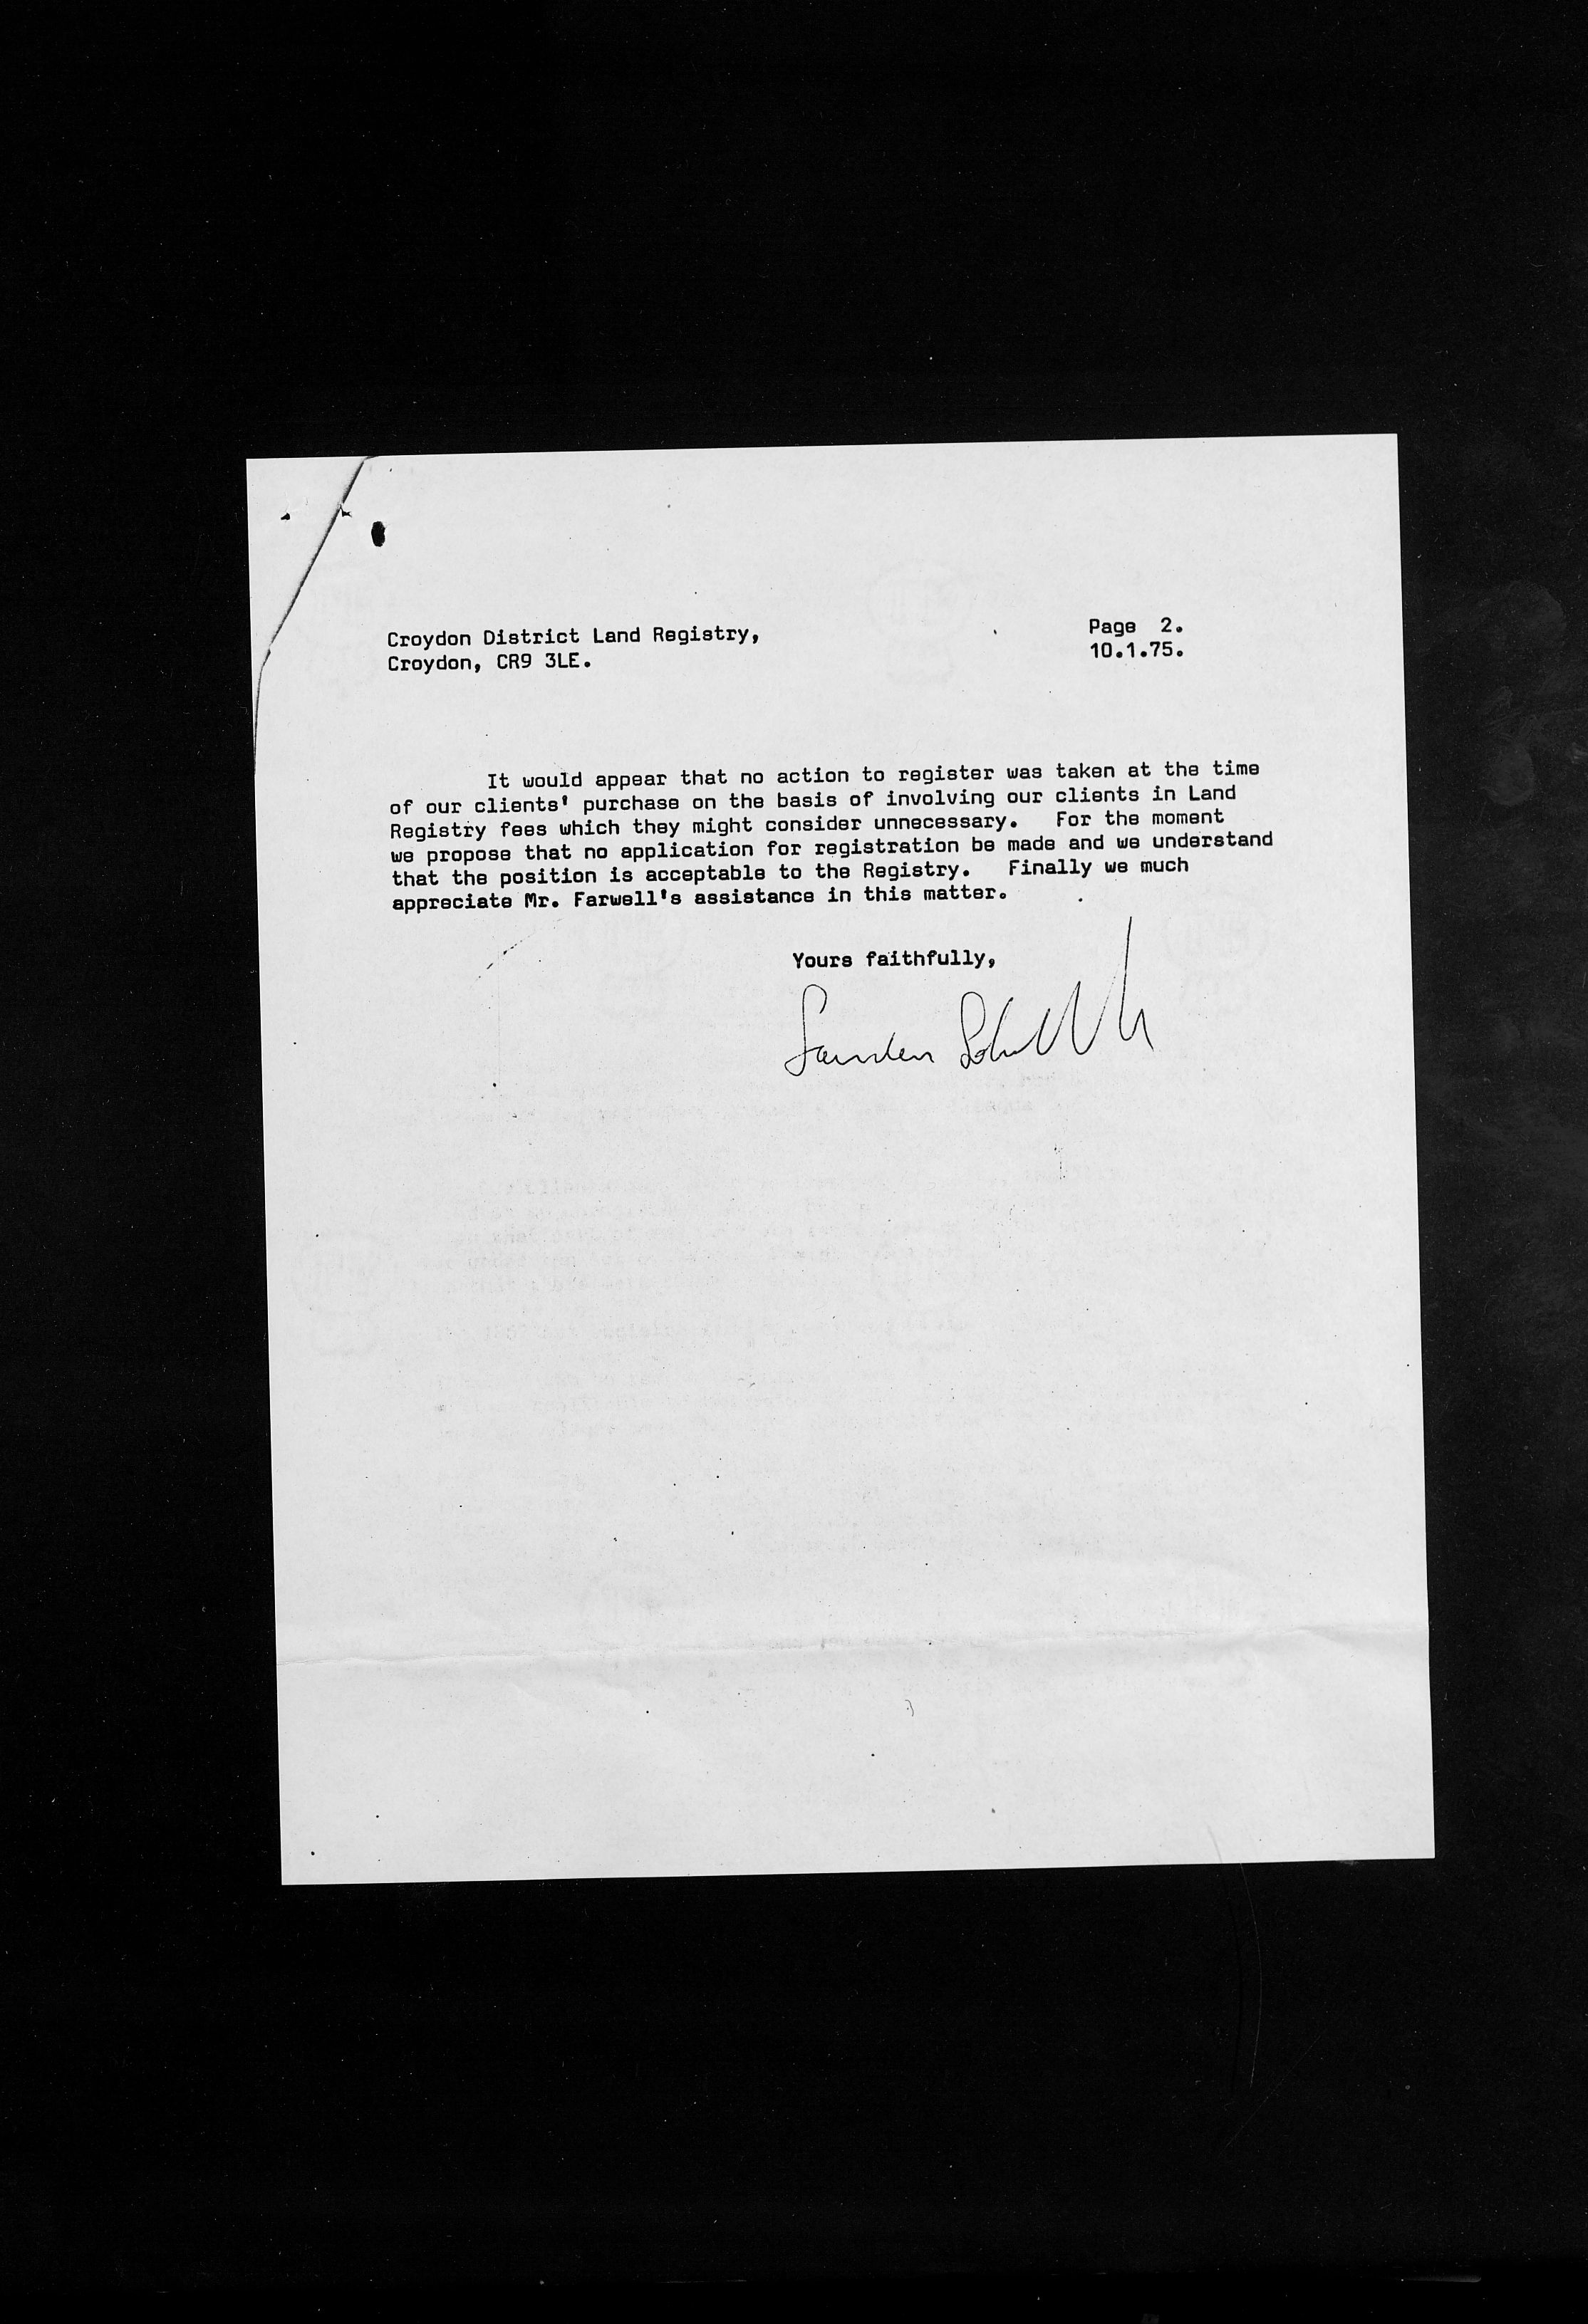 Croydon District Land Registry,
Croydon, CR9 3LE.
Page 2.
10.1.75.
It would appear that no action to register was taken at the time
of our clients' purchase on the basis of involving our clients in Land
Registry fees which they might consider unnecessary. For the moment
we propose that no application for registration be made and we understand
that the position is acceptable to the Registry. Finally we much
appreciate Mr. Farwell's assistance in this matter.
Yours faithfully,